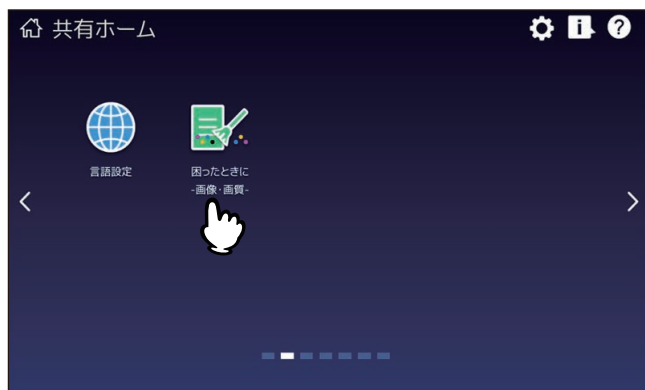 共有ホーム
言語設定
困ったときに
-画像・画質-